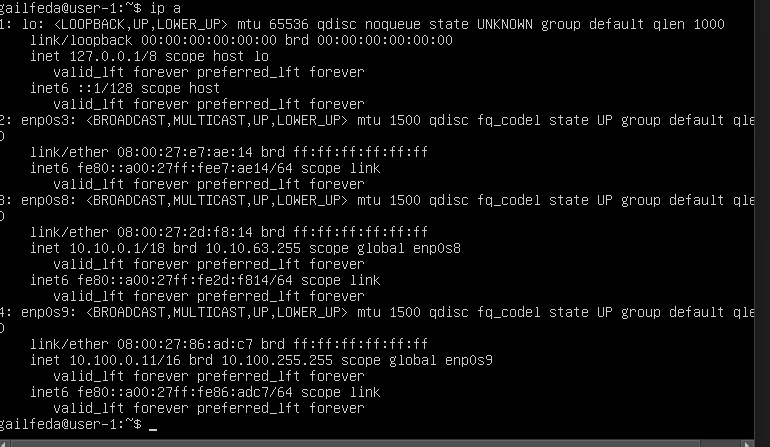 gailfeda@user-1:~$ ip a
1: lo: <LOOPBACK,UP,LOWER_UP> mtu 65536 qdisc noqueue state UNKNOWN group default qlen 1000
link/loopback 00:00:00:00:00:00 brd 00:00:00:00:00:00
inet 127.0.0.1/8 scope host lo
valid_lft forever preferred_lft forever
inet6 ::1/128 scope host
valid_lft forever preferred_lft forever
2: enp0s3: <BROADCAST,MULTICAST,UP,LOWER_UP> mtu 1500 qdisc fq_codel state UP group default qle
0
link/ether 08:00:27:e7:ae:14 brd ff:ff:ff:ff:ff:ff
inet6 fe80::a00:27ff:fee7:ae14/64 scope link
valid_lft forever preferred_lft forever
3: enp0s8: <BROADCAST,MULTICAST,UP,LOWER_UP> mtu 1500 qdisc fq_codel state UP group default qle
0
link/ether 08:00:27:2d:f8:14 brd ff:ff:ff:ff:ff:ff
inet 10.10.0.1/18 brd 10.10.63.255 scope global enp0s8
valid_lft forever preferred_lft forever
inet6 fe80::a00:27ff:fe2d:f814/64 scope link
valid_lft forever preferred_lft forever
4: enp0s9: <BROADCAST,MULTICAST,UP,LOWER_UP> mtu 1500 qdisc fq_codel state UP group default qle
0
link/ether 08:00:27:86:ad:c7 brd ff:ff:ff:ff:ff:ff
inet 10.100.0.11/16 brd 10.100.255.255 scope global enp0s9
valid_lft forever preferred_lft forever
inet6 fe80::a00:27ff:fe86:adc7/64 scope link
valid_lft forever preferred_lft forever
gailfeda@user-1:~$ _